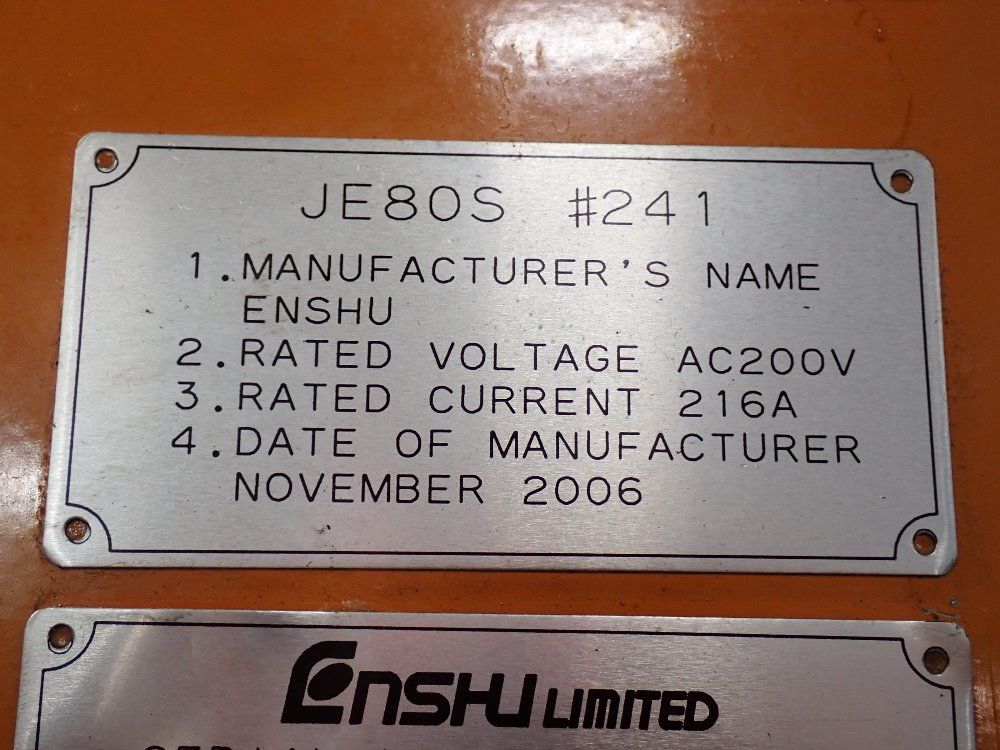 JE80S #241
1.MANUFACTURER'S NAME
ENSHU
2.RATED VOLTAGE AC200V
3.RATED CURRENT 216A
4.DATE OF MANUFACTURER
NOVEMBER 2006
ENSHU LIMITED